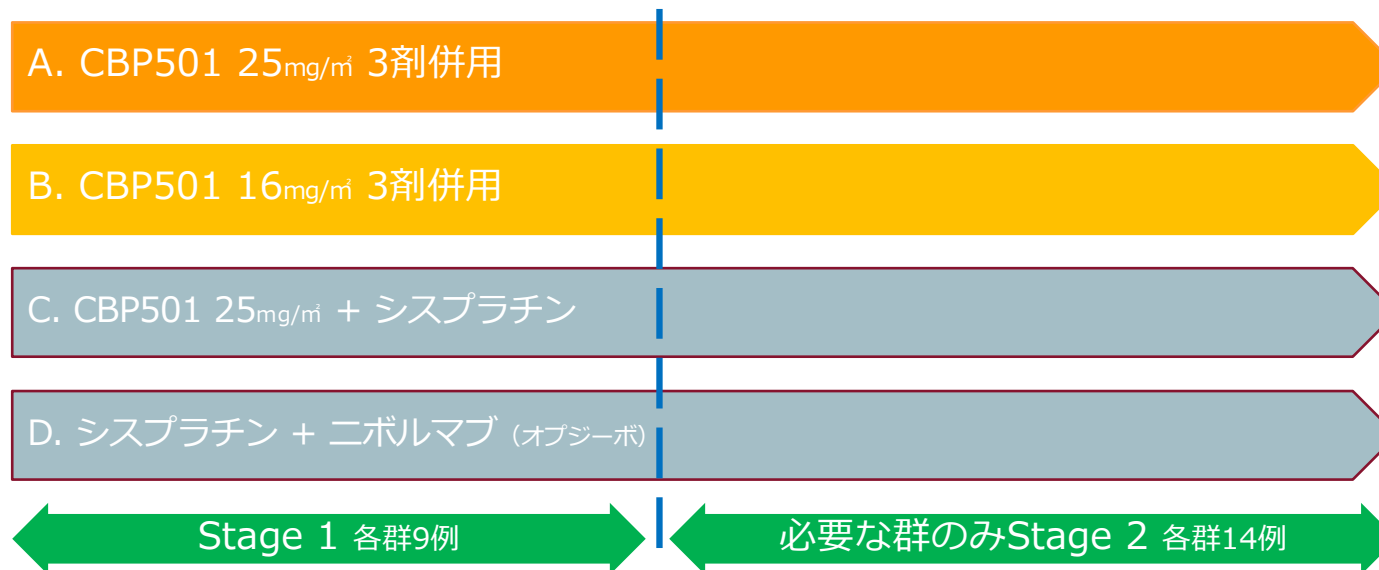 A. CBP501 25mg/㎡ 3剤併用
B. CBP501 16mg/㎡ 3剤併用
C. CBP501 25mg/㎡ + シスプラチン
D. シスプラチン + ニボルマブ（オプジーボ）
Stage 1 各群9例
必要な群のみStage 2 各群14例